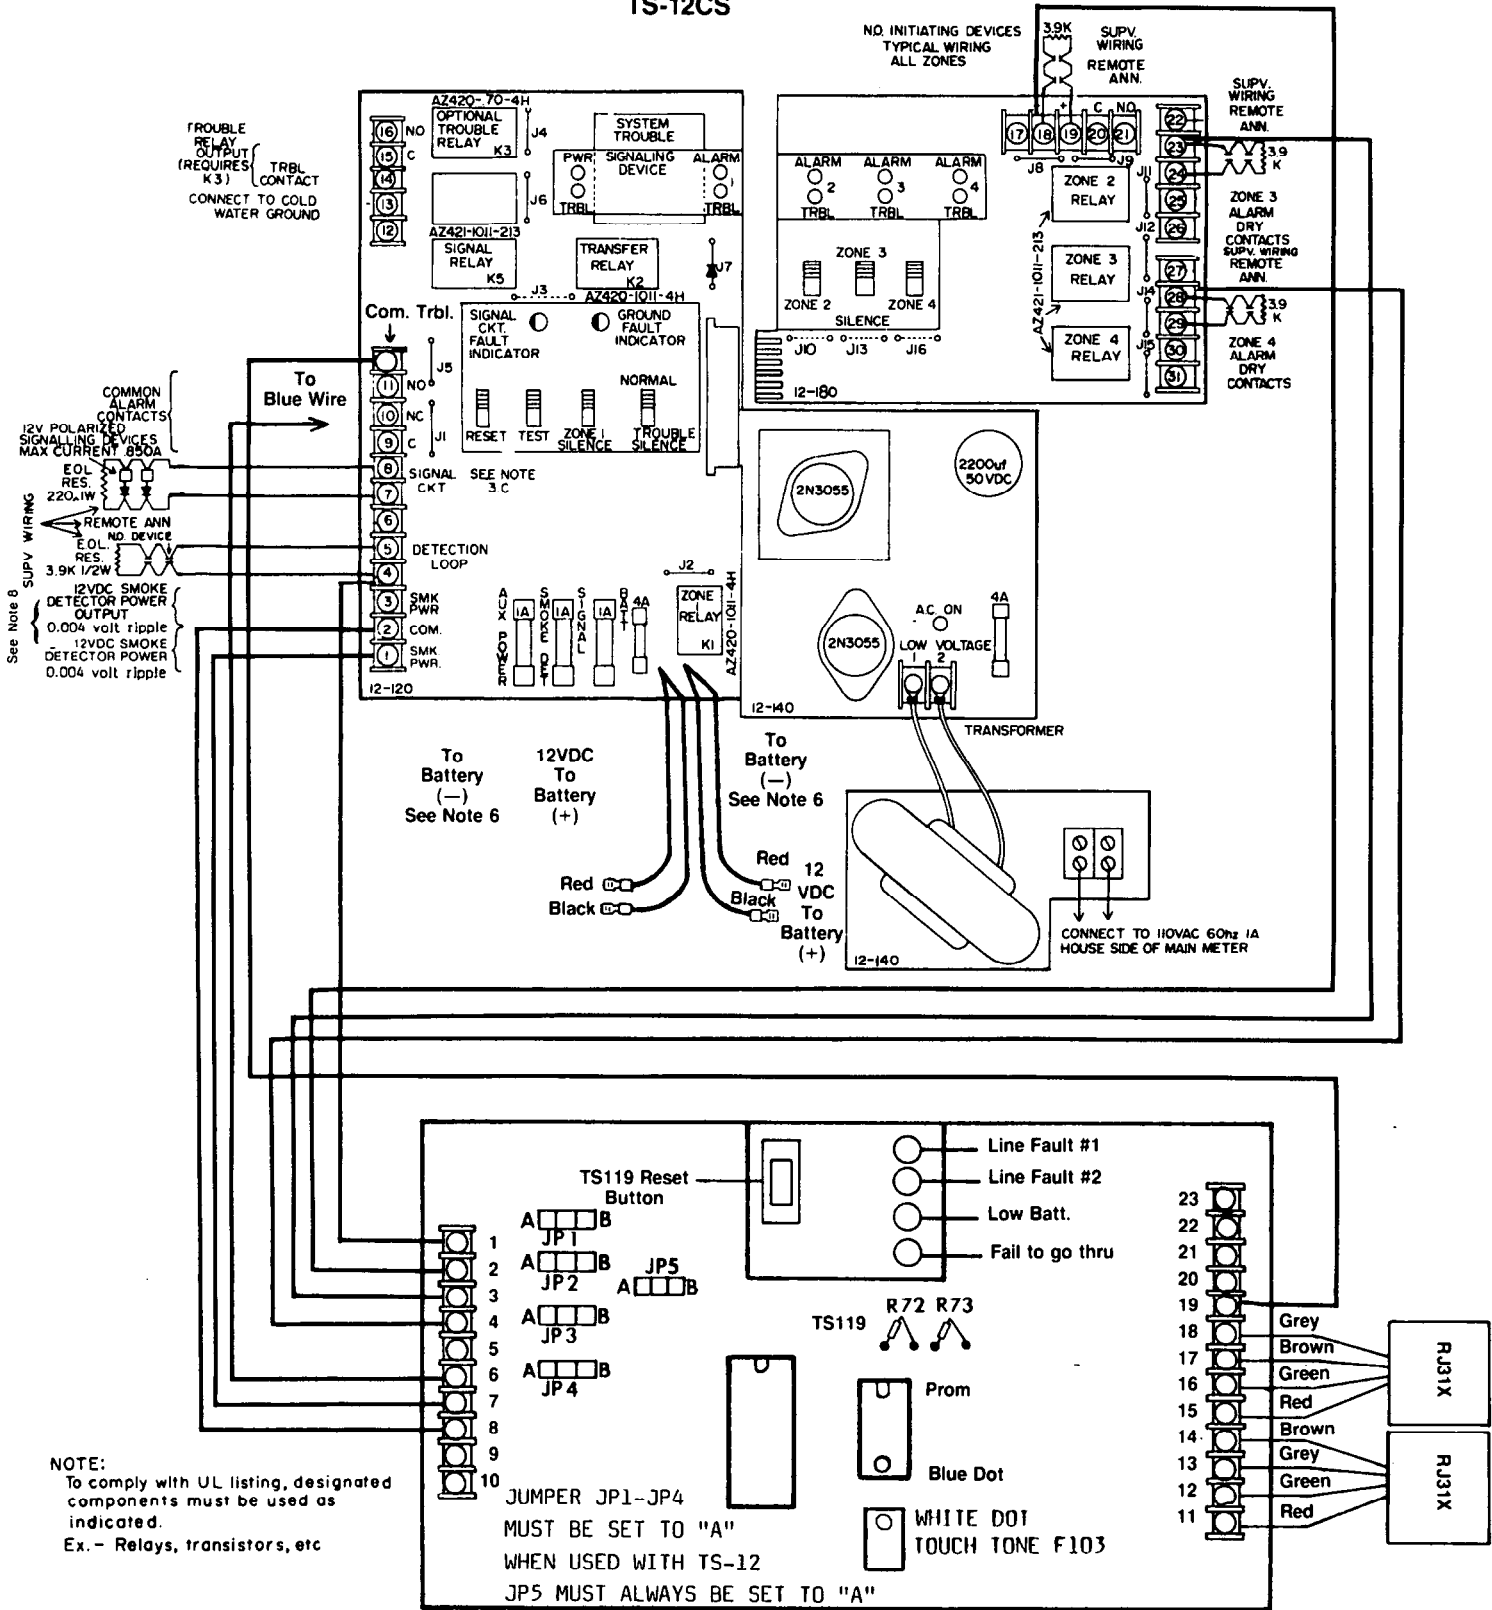 TS-12CS
N.O. INITIATING DEVICES
TYPICAL WIRING
ALL ZONES
3.9K
SUPV.
WIRING
REMOTE
ANN.
+
C
NO.
17
18
19
20
21
J8
J9
SUPV.
WIRING
REMOTE
ANN.
22
23
24
25
26
27
28
29
30
31
3.9
K
ZONE 3
ALARM
DRY
CONTACTS
SUPV. WIRING
REMOTE
ANN.
3.9
K
ZONE 4
ALARM
DRY
CONTACTS
J11
J12
J14
J15
ZONE 2
RELAY
ZONE 3
RELAY
ZONE 4
RELAY
AZ421-1011-213
ALARM
2
TRBL
ALARM
3
TRBL
ALARM
4
TRBL
ZONE 3
ZONE 2
ZONE 4
SILENCE
J10
J13
J16
12-180
TROUBLE
RELAY
OUTPUT
(REQUIRES
K3)
TRBL
CONTACT
CONNECT TO COLD
WATER GROUND
16
NO
15
C
14
13
12
AZ420-.70-4H
OPTIONAL
TROUBLE
RELAY
K3
J4
J6
SYSTEM
TROUBLE
PWR
SIGNALING
DEVICE
ALARM
1
TRBL
TRBL
AZ421-1011-213
SIGNAL
RELAY
K5
TRANSFER
RELAY
K2
J7
J3
AZ420-1011-4H
Com. Trbl.
SIGNAL
CKT.
FAULT
INDICATOR
GROUND
FAULT
INDICATOR
J5
NORMAL
To
Blue Wire
11
NO
10
NC
9
C
J1
RESET
TEST
ZONE 1
SILENCE
TROUBLE
SILENCE
8
SIGNAL
CKT
7
SEE NOTE
3.C
6
5
DETECTION
LOOP
4
3
SMK
PWR
2
COM.
1
SMK
PWR.
12-120
COMMON
ALARM
CONTACTS
12V POLARIZED
SIGNALLING DEVICES
MAX CURRENT .850A
EOL
RES.
220Ω1W
REMOTE ANN
N.O. DEVICE
E.O.L.
RES.
3.9K 1/2W
SUPV WIRING
See Note 8
12VDC SMOKE
DETECTOR POWER
OUTPUT
0.004 volt ripple
12VDC SMOKE
DETECTOR POWER
0.004 volt ripple
AUX POWER
1A
SMOKE DET
1A
SIGNAL
1A
BATT
4A
J2
ZONE
1
RELAY
K1
AZ420-1011-4H
2N3055
2200uf
50VDC
2N3055
A.C. ON
4A
LOW VOLTAGE
1 2
12-140
TRANSFORMER
To
Battery
(—)
See Note 6
12VDC
To
Battery
(+)
To
Battery
(—)
See Note 6
Red
Black
Red
Black
12
VDC
To
Battery
(+)
CONNECT TO 110VAC 60hz 1A
HOUSE SIDE OF MAIN METER
12-140
TS119 Reset
Button
Line Fault #1
Line Fault #2
Low Batt.
Fail to go thru
1
2
3
4
5
6
7
8
9
10
A B
JP1
A B
JP2
JP5
A B
A B
JP3
A B
JP4
TS119
R72 R73
Prom
Blue Dot
WHITE DOT
TOUCH TONE F103
23
22
21
20
19
18
17
16
15
14
13
12
11
Grey
Brown
Green
Red
Brown
Grey
Green
Red
RJ31X
RJ31X
NOTE:
To comply with UL listing, designated
components must be used as
indicated.
Ex.- Relays, transistors, etc
JUMPER JP1-JP4
MUST BE SET TO "A"
WHEN USED WITH TS-12
JP5 MUST ALWAYS BE SET TO "A"